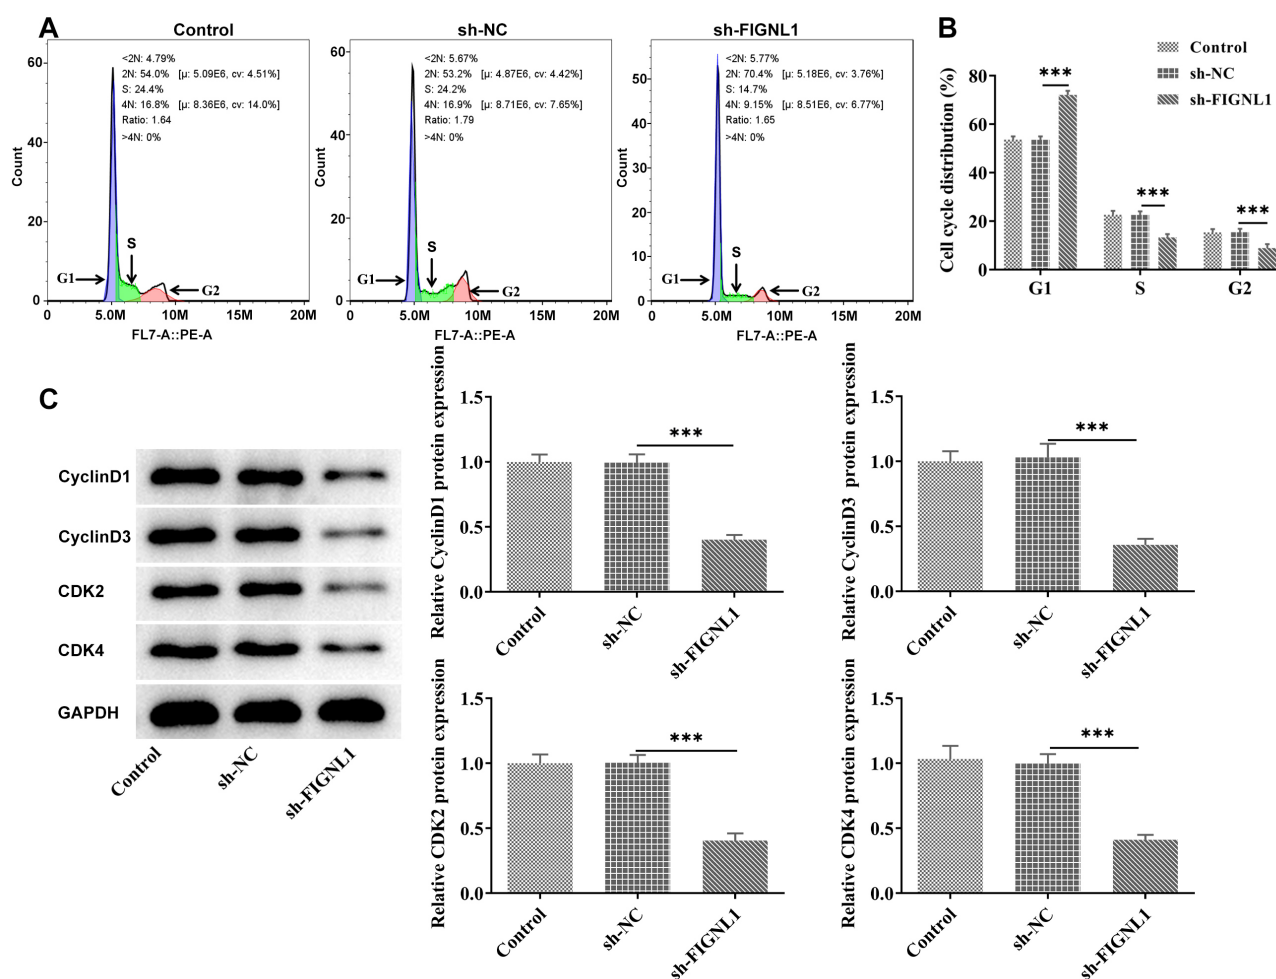 A
Control
<2N: 4.79%
2N: 54.0% [µ: 5.09E6, cv: 4.51%]
S: 24.4%
4N: 16.8% [µ: 8.36E6, cv: 14.0%]
Ratio: 1.64
>4N: 0%
Count
60
40
20
0
S
G1
G2
0
5.0M
10M
15M
20M
FL7-A::PE-A
sh-NC
<2N: 5.67%
2N: 53.2% [µ: 4.87E6, cv: 4.42%]
S: 24.2%
4N: 16.9% [µ: 8.71E6, cv: 7.65%]
Ratio: 1.79
>4N: 0%
Count
60
40
20
0
S
G1
G2
0
5.0M
10M
15M
20M
FL7-A::PE-A
sh-FIGNL1
<2N: 5.77%
2N: 70.4% [µ: 5.18E6, cv: 3.76%]
S: 14.7%
4N: 9.15% [µ: 8.51E6, cv: 6.77%]
Ratio: 1.65
>4N: 0%
Count
50
40
30
20
10
0
S
G1
G2
0
5.0M
10M
15M
20M
FL7-A::PE-A
B
Control
sh-NC
sh-FIGNL1
Cell cycle distribution (%)
80
60
40
20
0
***
***
***
G1
S
G2
C
CyclinD1
CyclinD3
CDK2
CDK4
GAPDH
Control
sh-NC
sh-FIGNL1
Relative CyclinD1 protein expression
1.5
1.0
0.5
0.0
***
Control
sh-NC
sh-FIGNL1
Relative CyclinD3 protein expression
1.5
1.0
0.5
0.0
***
Control
sh-NC
sh-FIGNL1
Relative CDK2 protein expression
1.5
1.0
0.5
0.0
***
Control
sh-NC
sh-FIGNL1
Relative CDK4 protein expression
1.5
1.0
0.5
0.0
***
Control
sh-NC
sh-FIGNL1